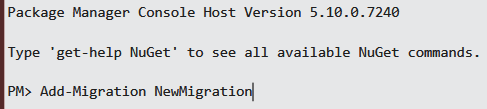 Package Manager Console Host Version 5.10.0.7240
Type 'get-help NuGet' to see all available NuGet commands.
PM> Add-Migration NewMigration